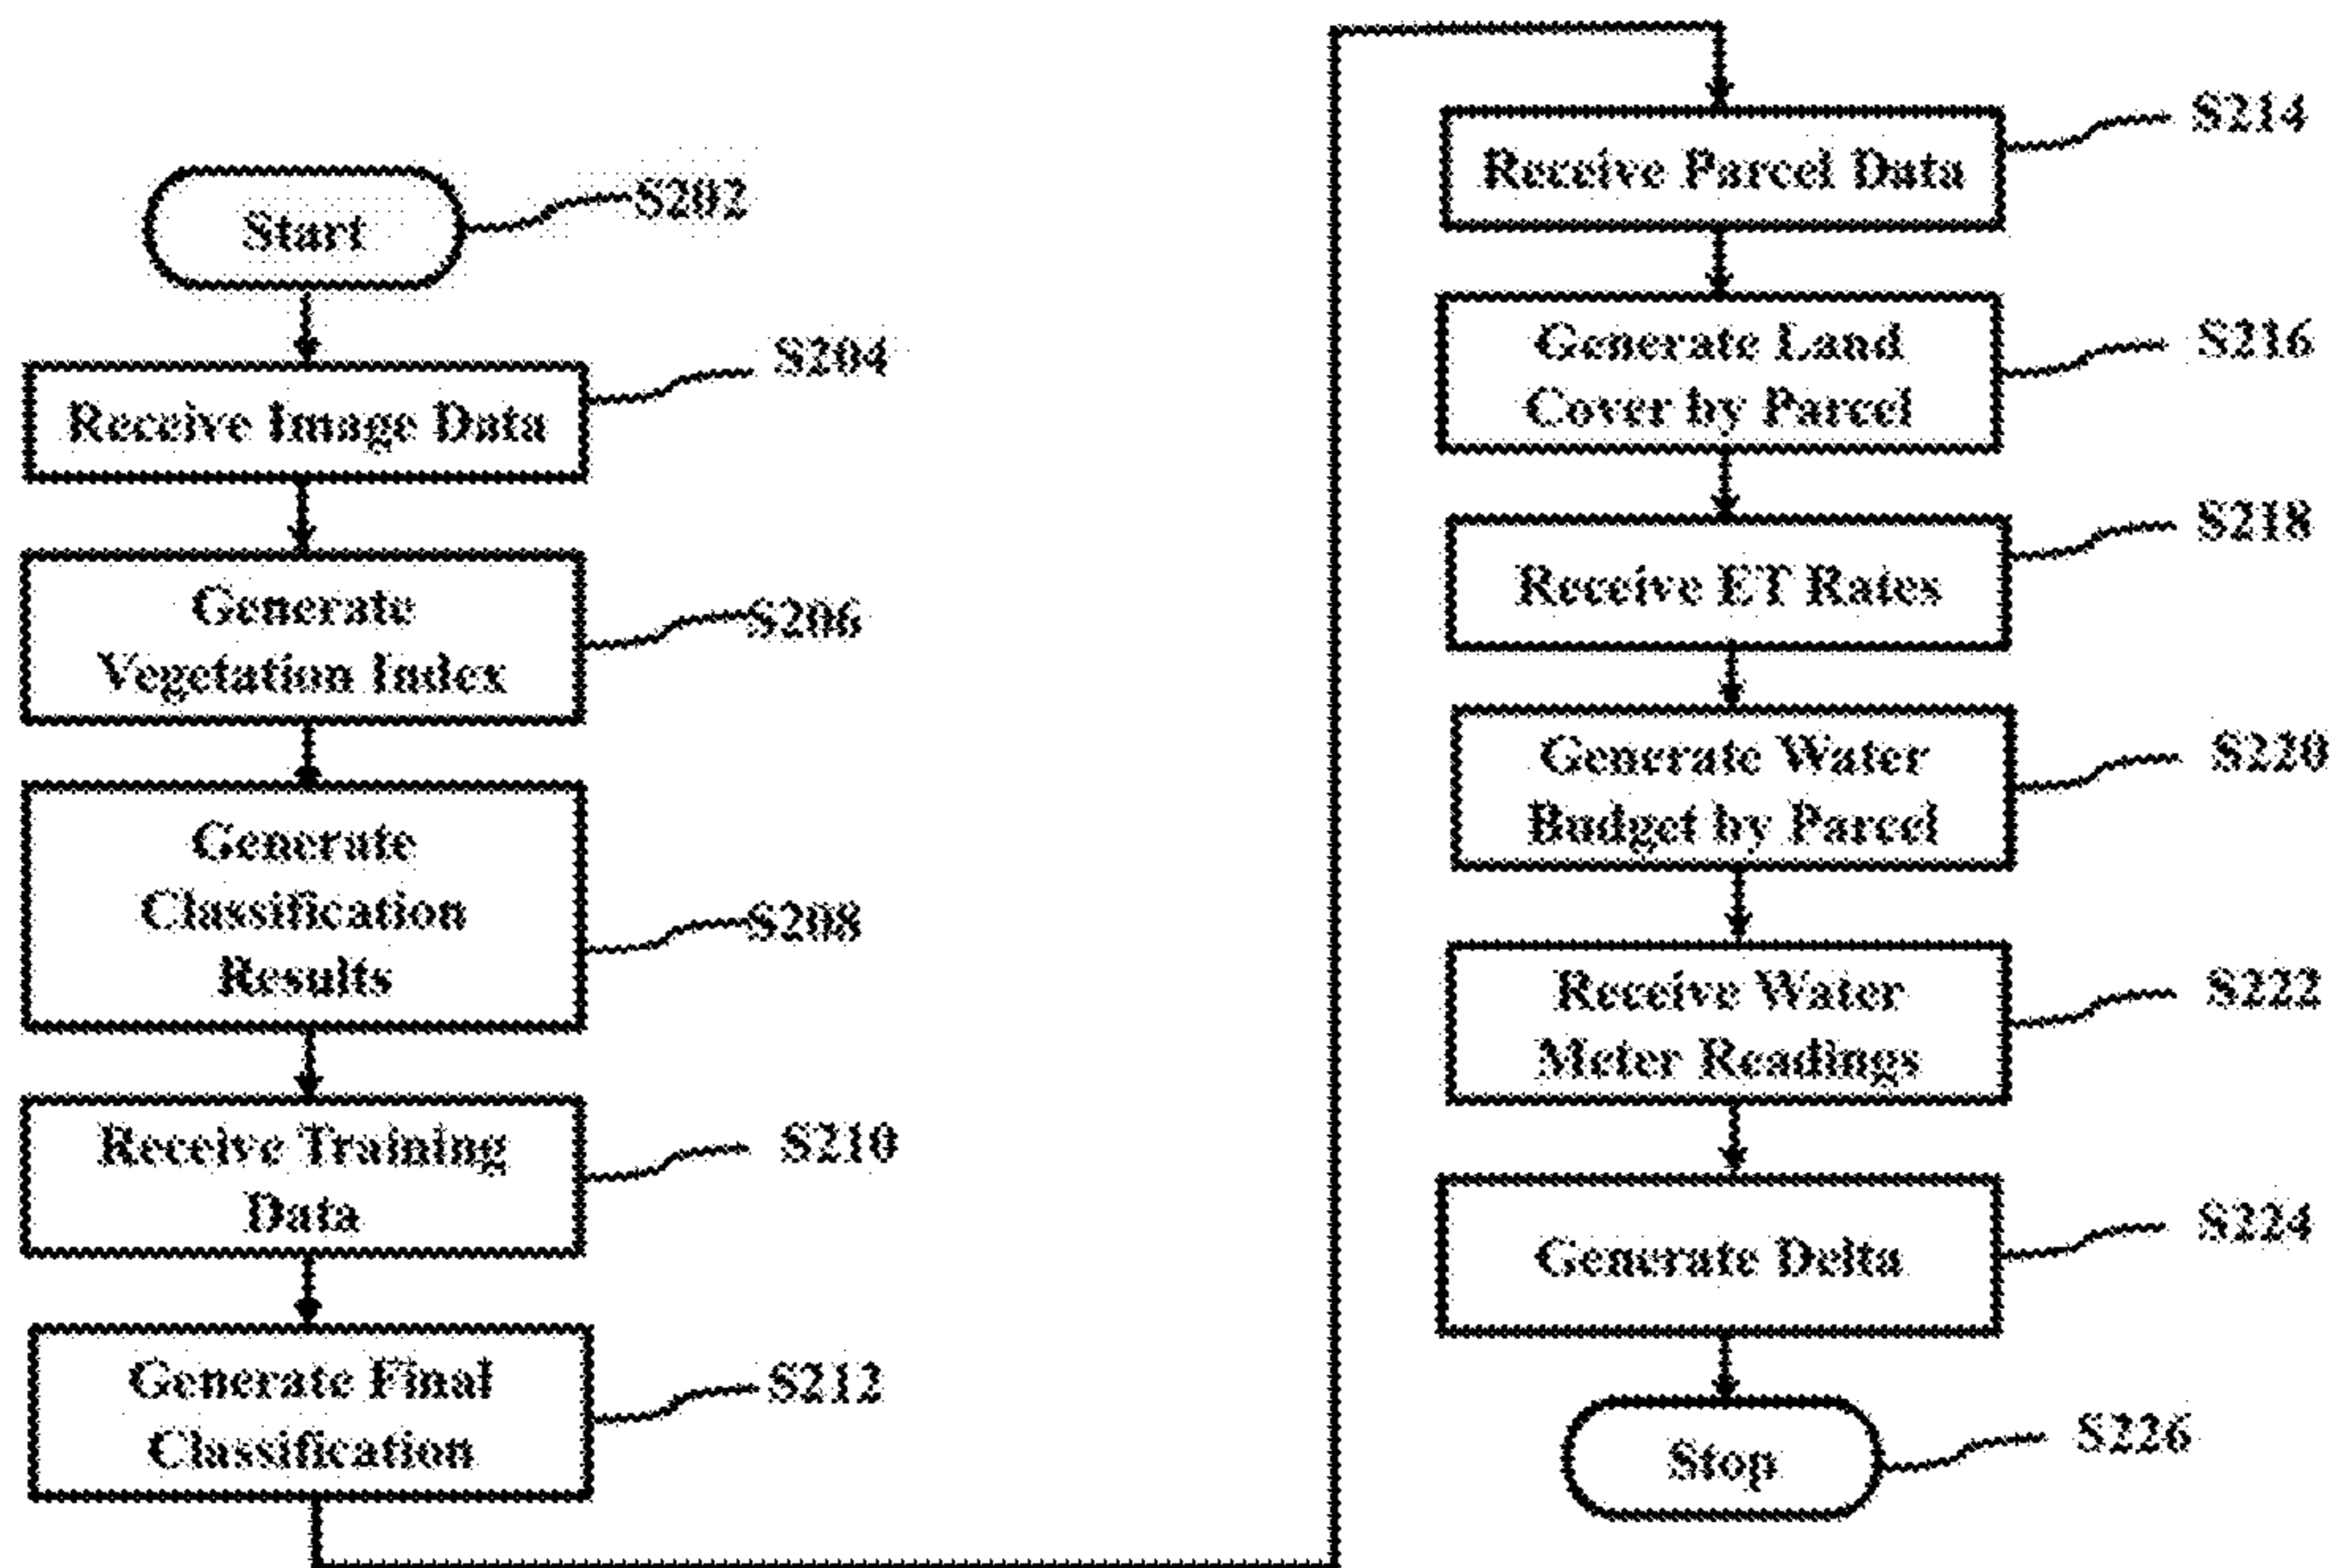 Start
S202
Receive Image Data
S204
Generate
Vegetation Index
S206
Generate
Classification
Results
S208
Receive Training
Data
S210
Generate Final
Classification
S212
Receive Parcel Data
S214
Generate Land
Cover by Parcel
S216
Receive ET Rates
S218
Generate Water
Budget by Parcel
S220
Receive Water
Meter Readings
S222
Generate Delta
S224
Stop
S226